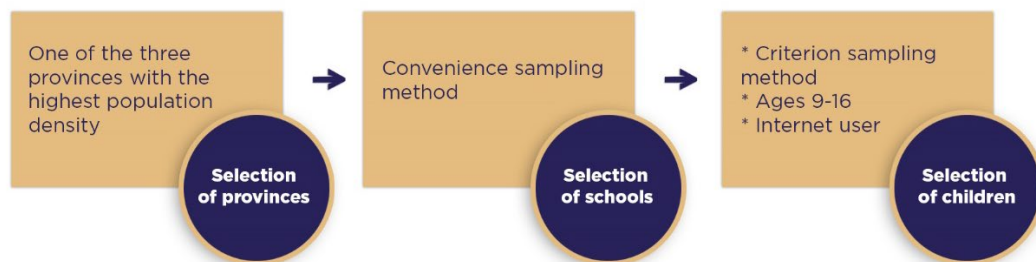 One of the three
provinces with the
highest population
density
Selection
of provinces
Convenience sampling
method
Selection
of schools
* Criterion sampling
method
* Ages 9-16
* Internet user
Selection
of children